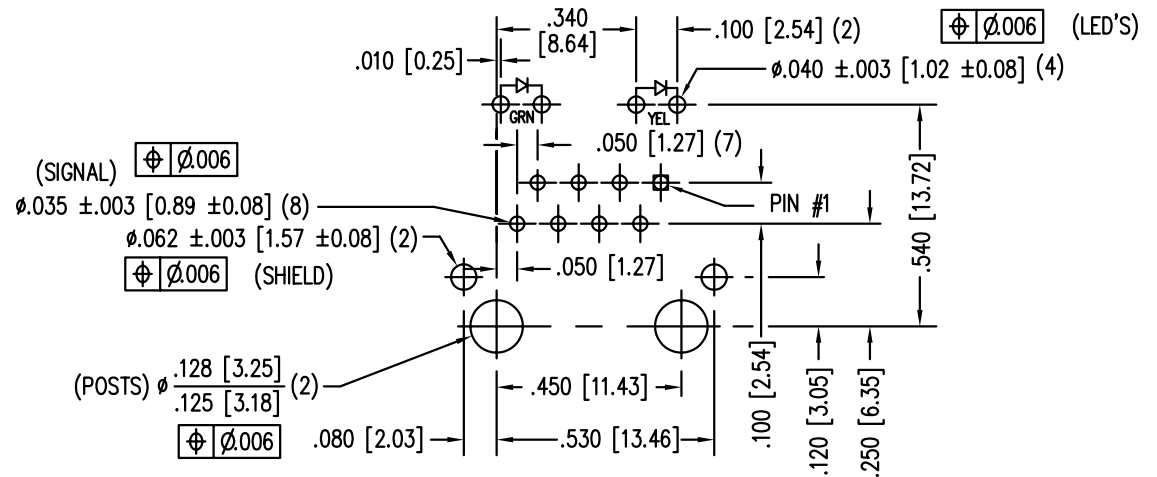 .340
[8.64]
.100 [2.54] (2)
⌖ Ø.006 (LED'S)
.010 [0.25]
Ø.040 ±.003 [1.02 ±0.08] (4)
GRN
YEL
.050 [1.27] (7)
(SIGNAL) ⌖ Ø.006
Ø.035 ±.003 [0.89 ±0.08] (8)
PIN #1
.540 [13.72]
Ø.062 ±.003 [1.57 ±0.08] (2)
⌖ Ø.006 (SHIELD)
.050 [1.27]
(POSTS) Ø .128 [3.25]
.125 [3.18] (2)
⌖ Ø.006
.450 [11.43]
.080 [2.03]
.530 [13.46]
.100 [2.54]
.120 [3.05]
.250 [6.35]